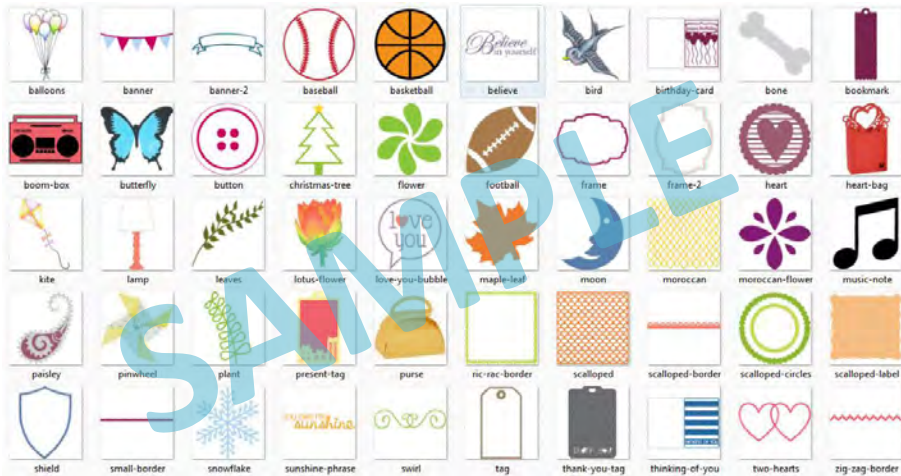 Believe
in yourself
balloons banner banner-2 baseball basketball believe bird birthday-card bone bookmark
boom-box butterfly button christmas-tree flower football frame frame-2 heart heart-bag
love
you
kite lamp leaves lotus-flower love-you-bubble maple-leaf moon moroccan moroccan-flower music-note
SAMPLE
paisley pinwheel plant present-tag purse ric-rac-border scalloped scalloped-border scalloped-circles scalloped-label
sunshine
shield small-border snowflake sunshine-phrase swirl tag thank-you-tag thinking-of-you two-hearts zig-zag-border